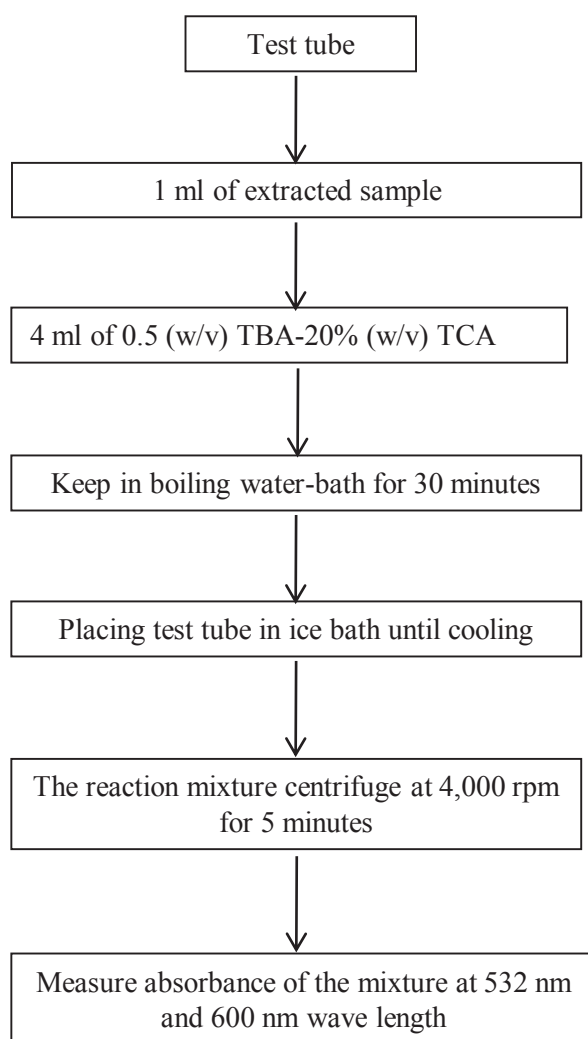 Test tube
1 ml of extracted sample
4 ml of 0.5 (w/v) TBA-20% (w/v) TCA
Keep in boiling water-bath for 30 minutes
Placing test tube in ice bath until cooling
The reaction mixture centrifuge at 4,000 rpm
for 5 minutes
Measure absorbance of the mixture at 532 nm
and 600 nm wave length